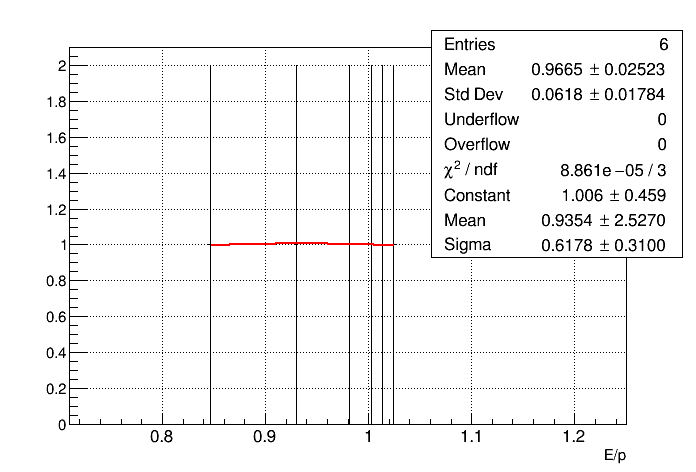 Entries 6
Mean 0.9665 ± 0.02523
Std Dev 0.0618 ± 0.01784
Underflow 0
Overflow 0
χ² / ndf 8.861e−05 / 3
Constant 1.006 ± 0.459
Mean 0.9354 ± 2.5270
Sigma 0.6178 ± 0.3100
2
1.8
1.6
1.4
1.2
1
0.8
0.6
0.4
0.2
0
0.8 0.9 1 1.1 1.2
E/p